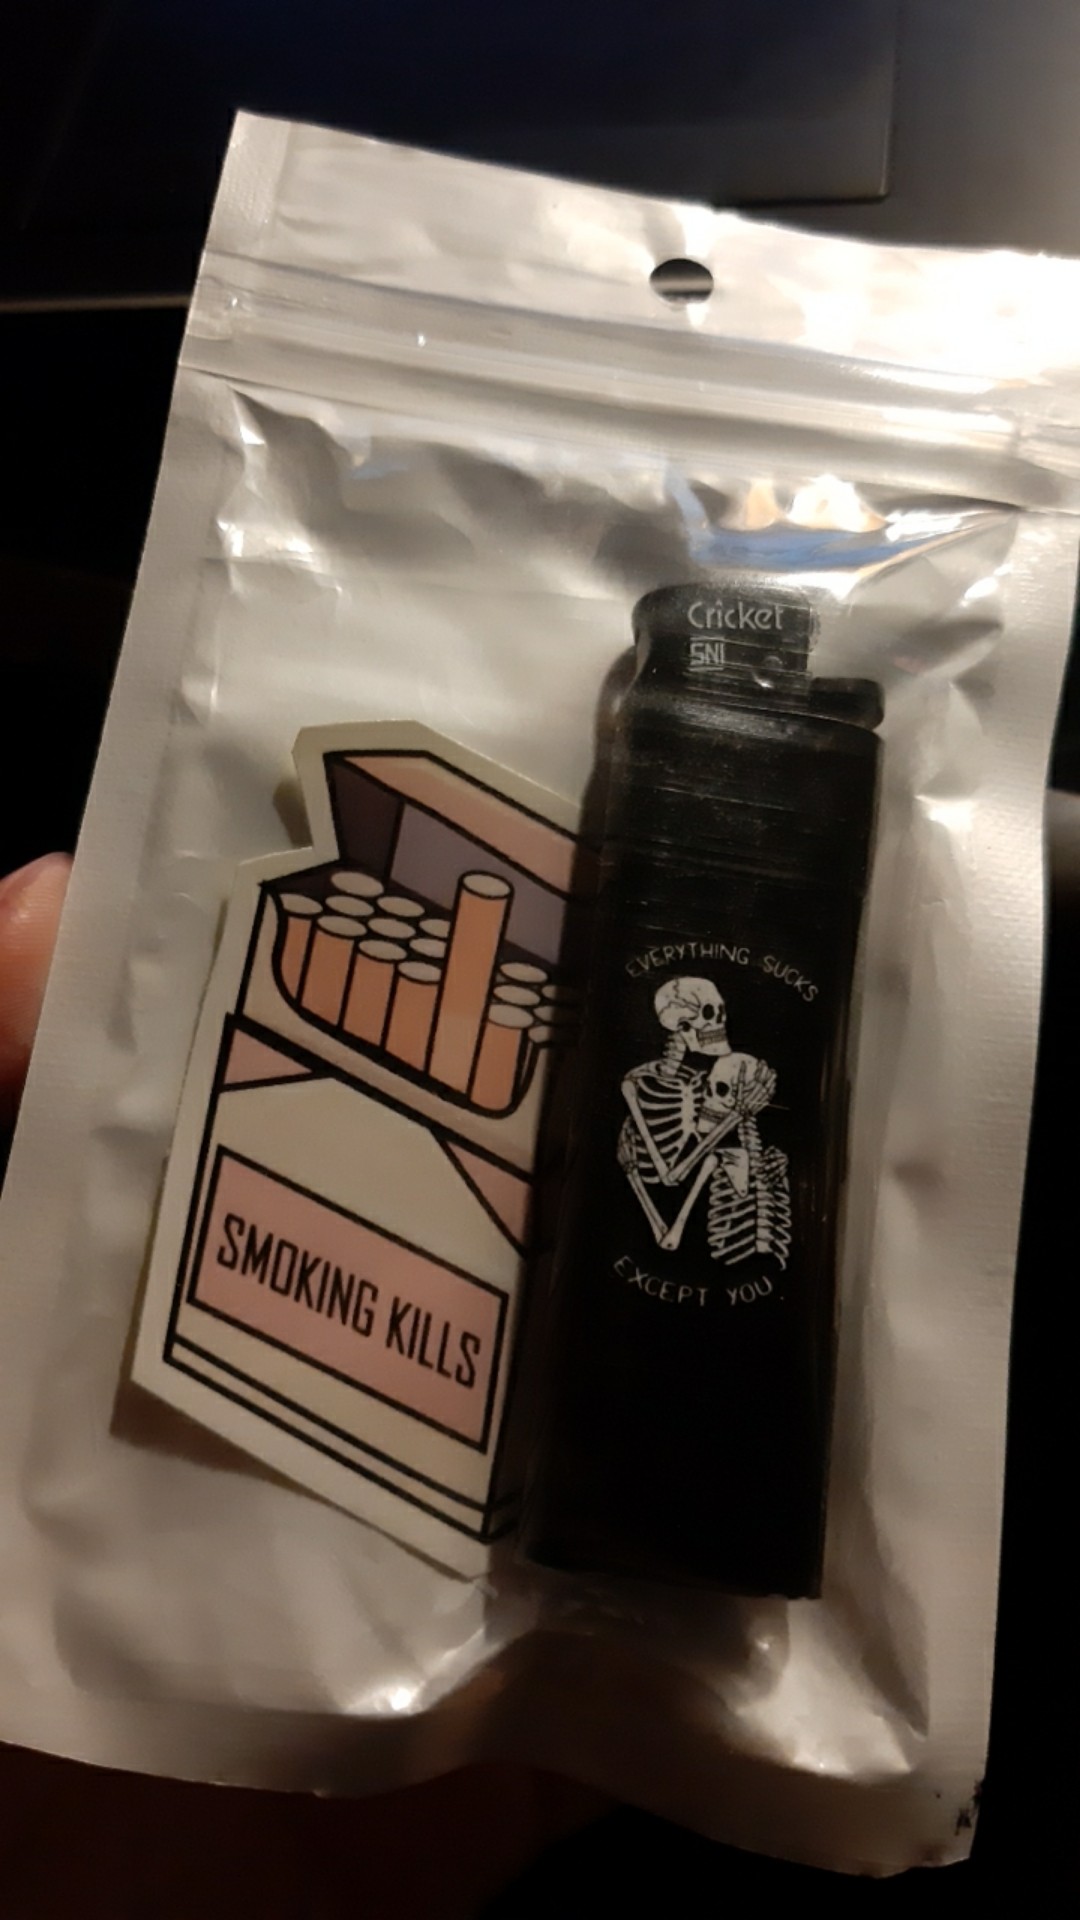 Cricket
SNI
EVERYTHING SUCKS
EXCEPT YOU.
SMOKING KILLS